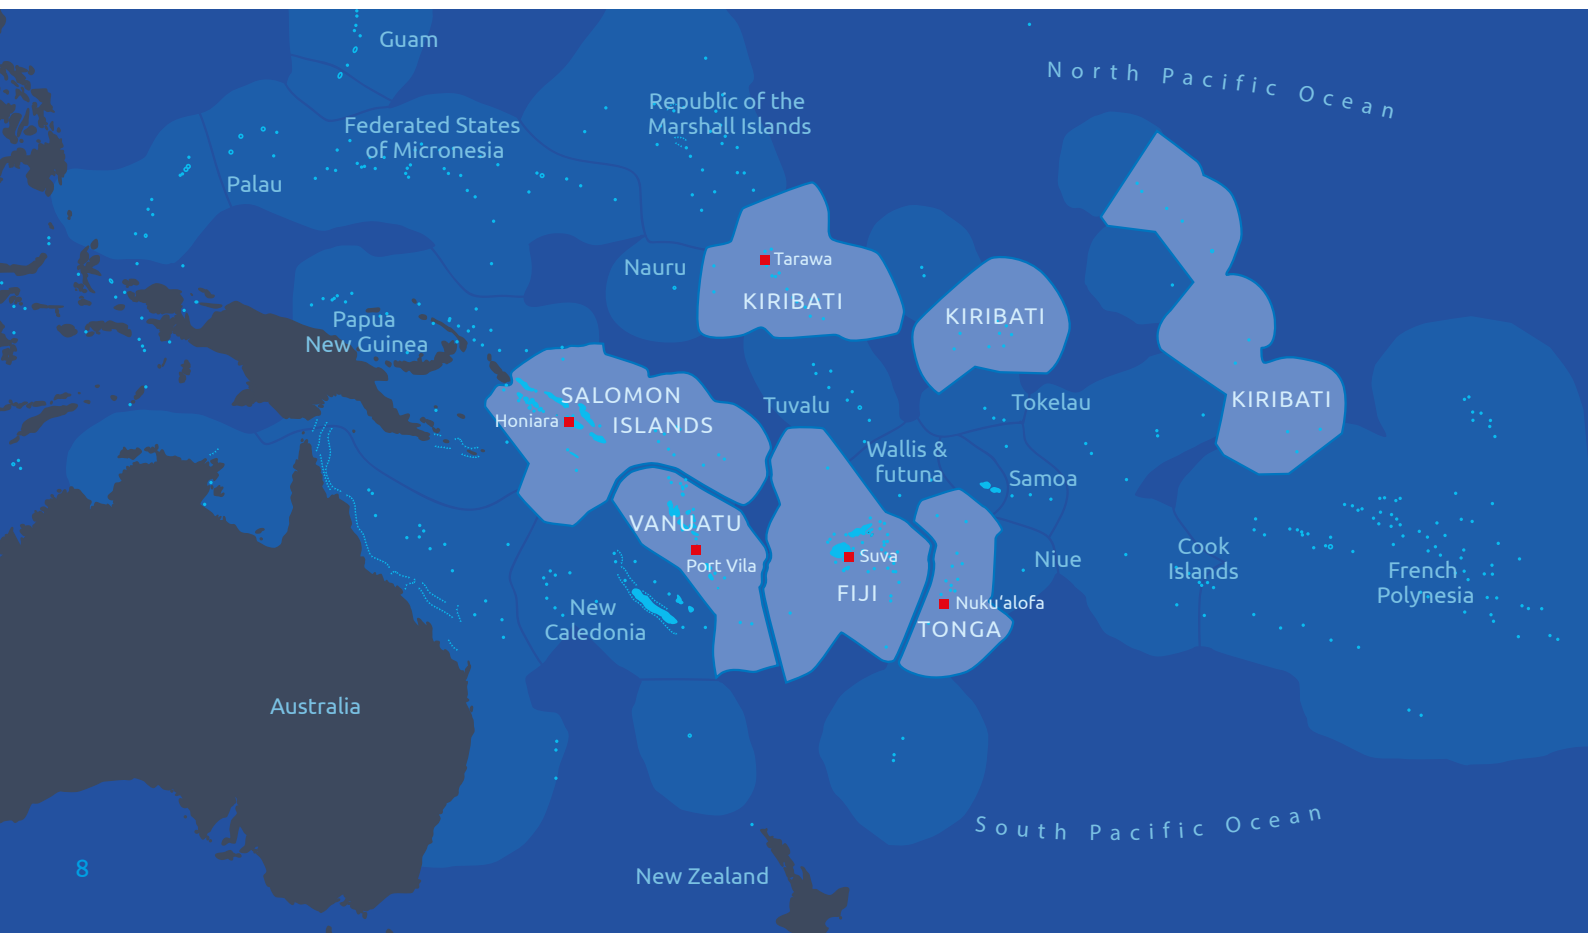 Guam
North Pacific Ocean
Republic of the
Marshall Islands
Federated States
of Micronesia
Palau
Tarawa
Nauru
KIRIBATI
KIRIBATI
Papua
New Guinea
SALOMON
ISLANDS
Honiara
Tuvalu
Tokelau
KIRIBATI
Wallis &
futuna
Samoa
VANUATU
Port Vila
Suva
FIJI
Niue
Cook
Islands
French
Polynesia
New
Caledonia
Nuku‘alofa
TONGA
Australia
South Pacific Ocean
8
New Zealand